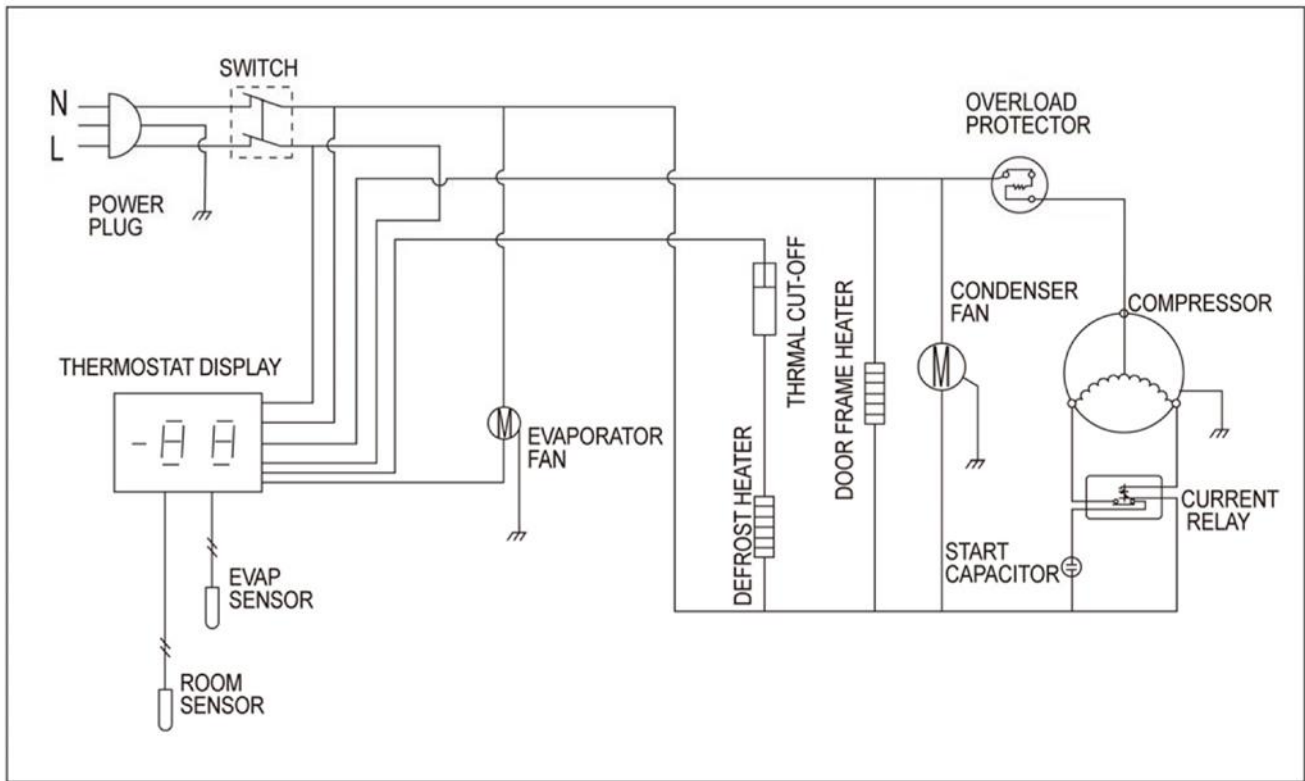 SWITCH
N
L
POWER
PLUG
OVERLOAD
PROTECTOR
THERMOSTAT DISPLAY
-88
EVAPORATOR
FAN
THRMAL CUT-OFF
DEFROST HEATER
DOOR FRAME HEATER
CONDENSER
FAN
M
M
COMPRESSOR
CURRENT
RELAY
START
CAPACITOR
EVAP
SENSOR
ROOM
SENSOR